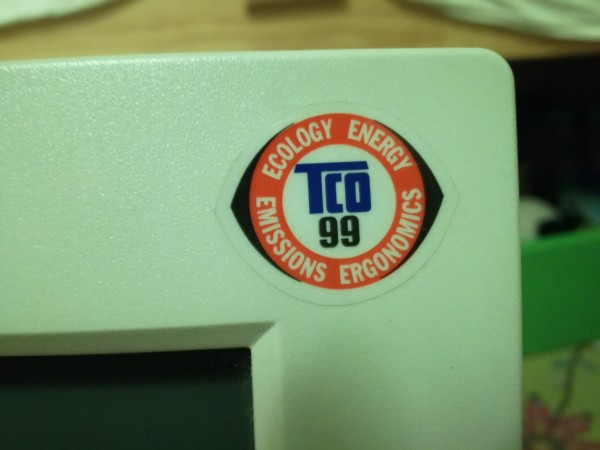 ECOLOGY ENERGY
TCO
99
EMISSIONS ERGONOMICS